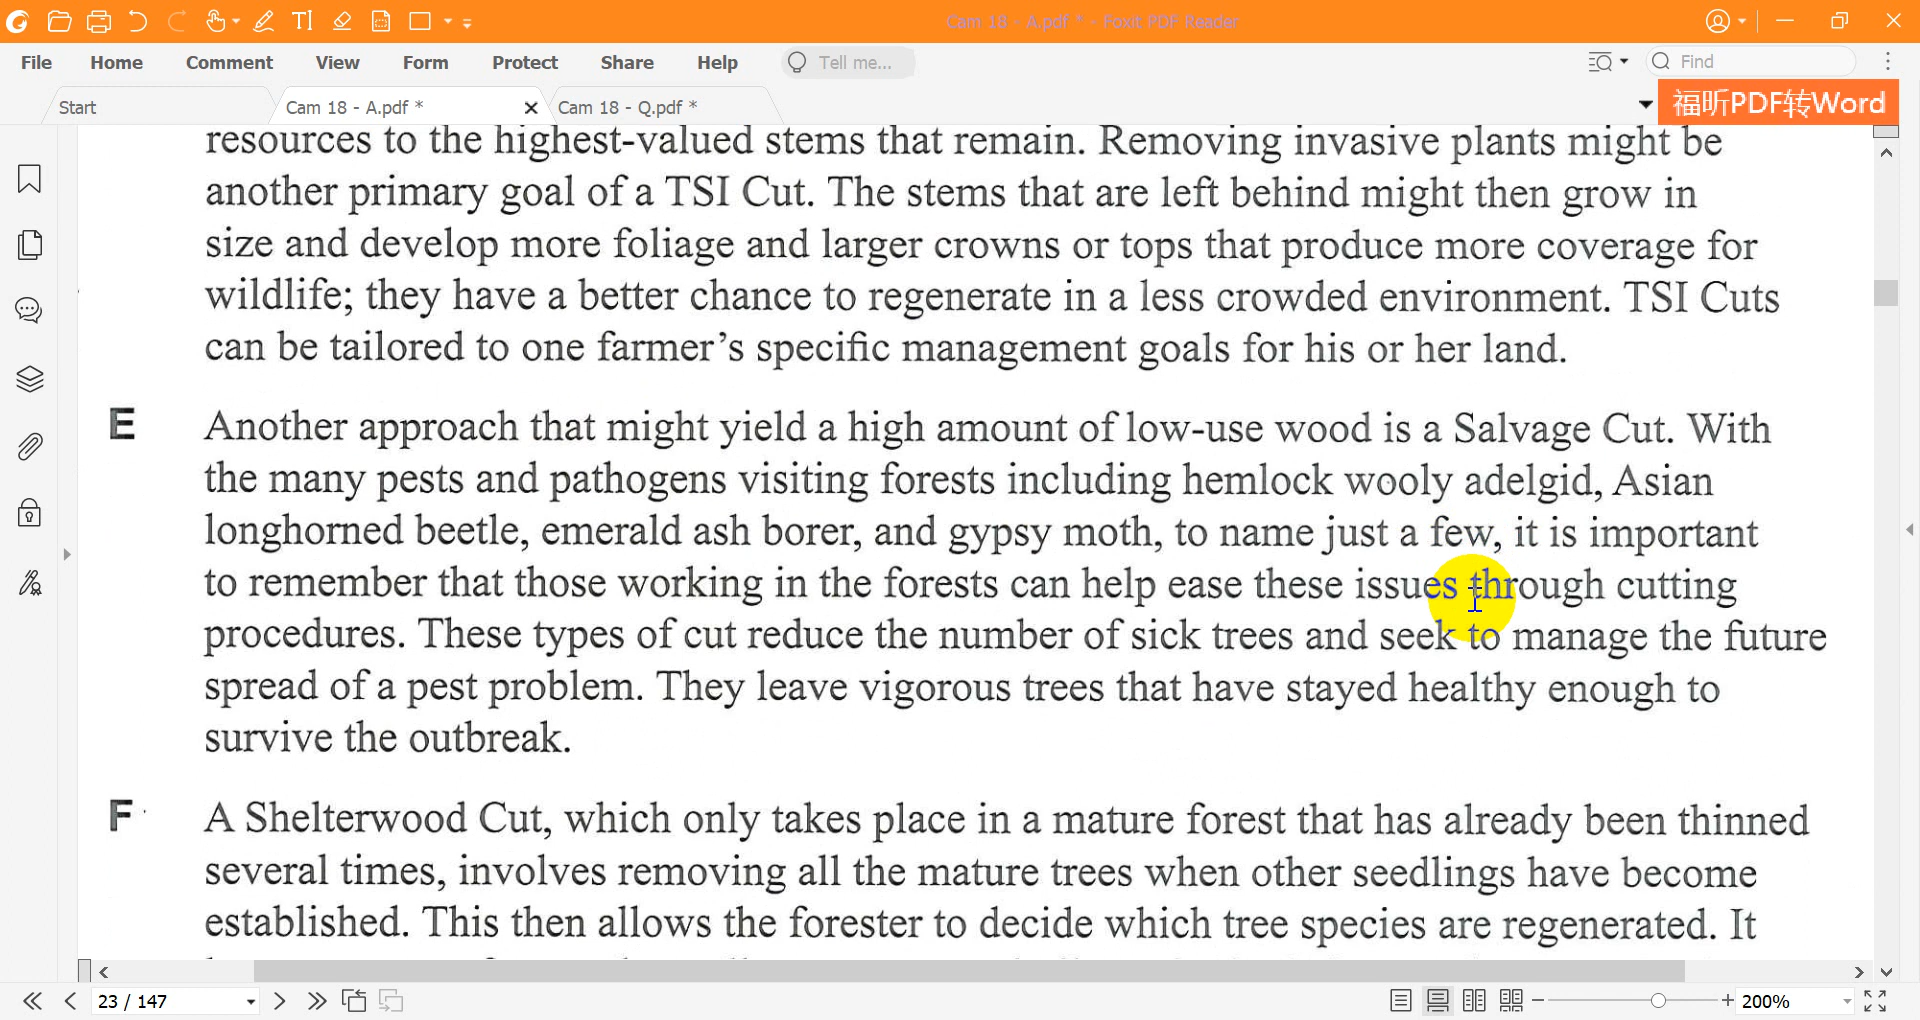 Cam 18 - A.pdf * - Foxit PDF Reader
File Home Comment View Form Protect Share Help Tell me... Find
Start Cam 18 - A.pdf * Cam 18 - Q.pdf * 福昕PDF转Word
resources to the highest-valued stems that remain. Removing invasive plants might be
another primary goal of a TSI Cut. The stems that are left behind might then grow in
size and develop more foliage and larger crowns or tops that produce more coverage for
wildlife; they have a better chance to regenerate in a less crowded environment. TSI Cuts
can be tailored to one farmer’s specific management goals for his or her land.
E Another approach that might yield a high amount of low-use wood is a Salvage Cut. With
the many pests and pathogens visiting forests including hemlock wooly adelgid, Asian
longhorned beetle, emerald ash borer, and gypsy moth, to name just a few, it is important
to remember that those working in the forests can help ease these issues through cutting
procedures. These types of cut reduce the number of sick trees and seek to manage the future
spread of a pest problem. They leave vigorous trees that have stayed healthy enough to
survive the outbreak.
F A Shelterwood Cut, which only takes place in a mature forest that has already been thinned
several times, involves removing all the mature trees when other seedlings have become
established. This then allows the forester to decide which tree species are regenerated. It
23 / 147 200%